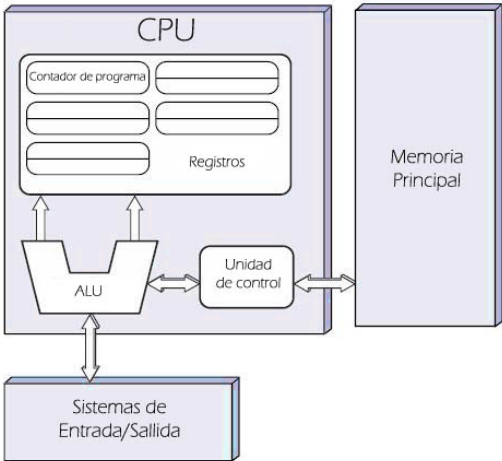 CPU
Contador de programa
Registros
Memoria
Principal
Unidad
de control
ALU
Sistemas de
Entrada/Sallida